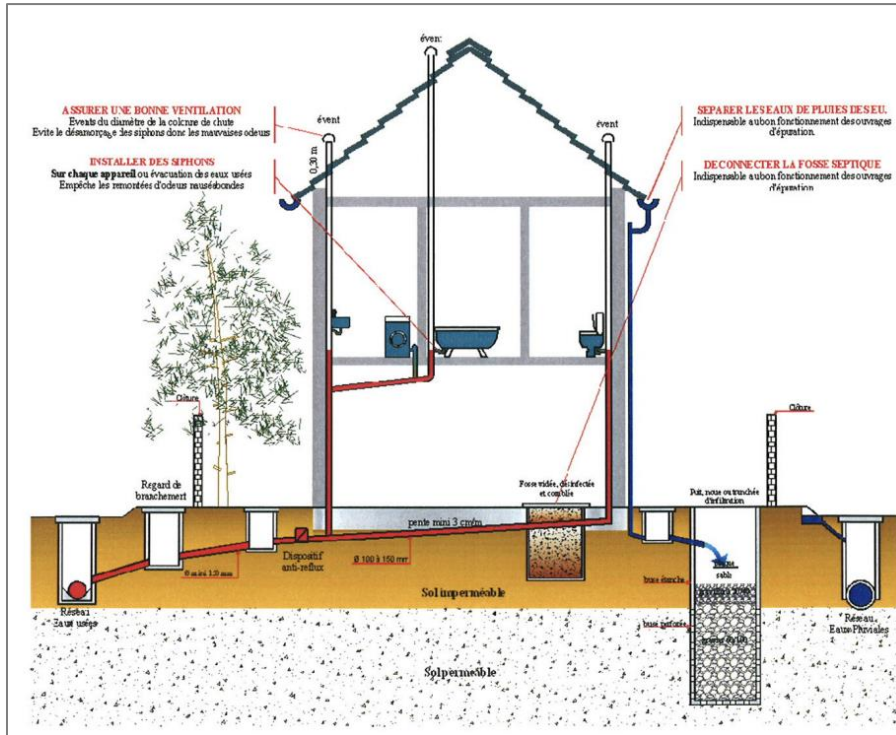 évent
ASSURER UNE BONNE VENTILATION
Events du diamètre de la colonne de chute
Evite le désamorçage des siphons donc les mauvaises odeurs
INSTALLER DES SIPHONS
Sur chaque appareil ou évacuation des eaux usées
Empêche les remontées d'odeurs nauséabondes
évent
0,30 m
évent
SEPARER LES EAUX DE PLUIES DES EU.
Indispensable au bon fonctionnement des ouvrages
d'épuration.
DECONNECTER LA FOSSE SEPTIQUE
Indispensable au bon fonctionnement des ouvrages
d'épuration
Clôture
Clôture
Regard de
branchement
Fosse vidée, désinfectée
et comblée
Puit, noue ou tranchée
d'infiltration
pente mini 3 cm/m
Dispositif
anti-reflux
Ø 100 à 150 mm
Réseau
Eaux usées
Sol imperméable
sable
buse étanche
buse perforée
Réseau
Eaux Pluviales
Sol perméable